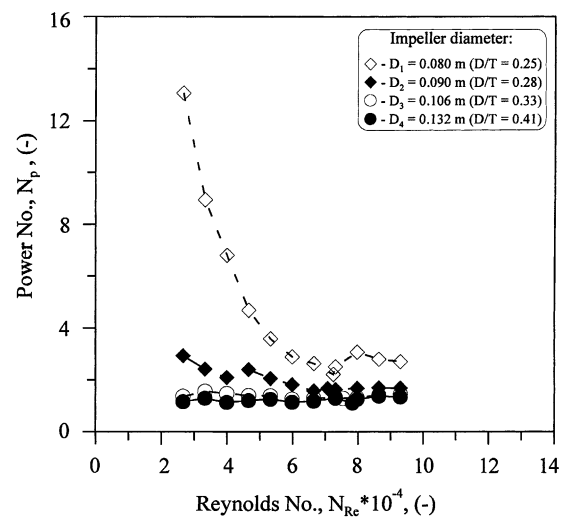 16
12
8
4
0
Power No., Nₚ, (-)
Impeller diameter:
- D₁ = 0.080 m (D/T = 0.25)
- D₂ = 0.090 m (D/T = 0.28)
- D₃ = 0.106 m (D/T = 0.33)
- D₄ = 0.132 m (D/T = 0.41)
0 2 4 6 8 10 12 14
Reynolds No., N_Re*10⁻⁴, (-)